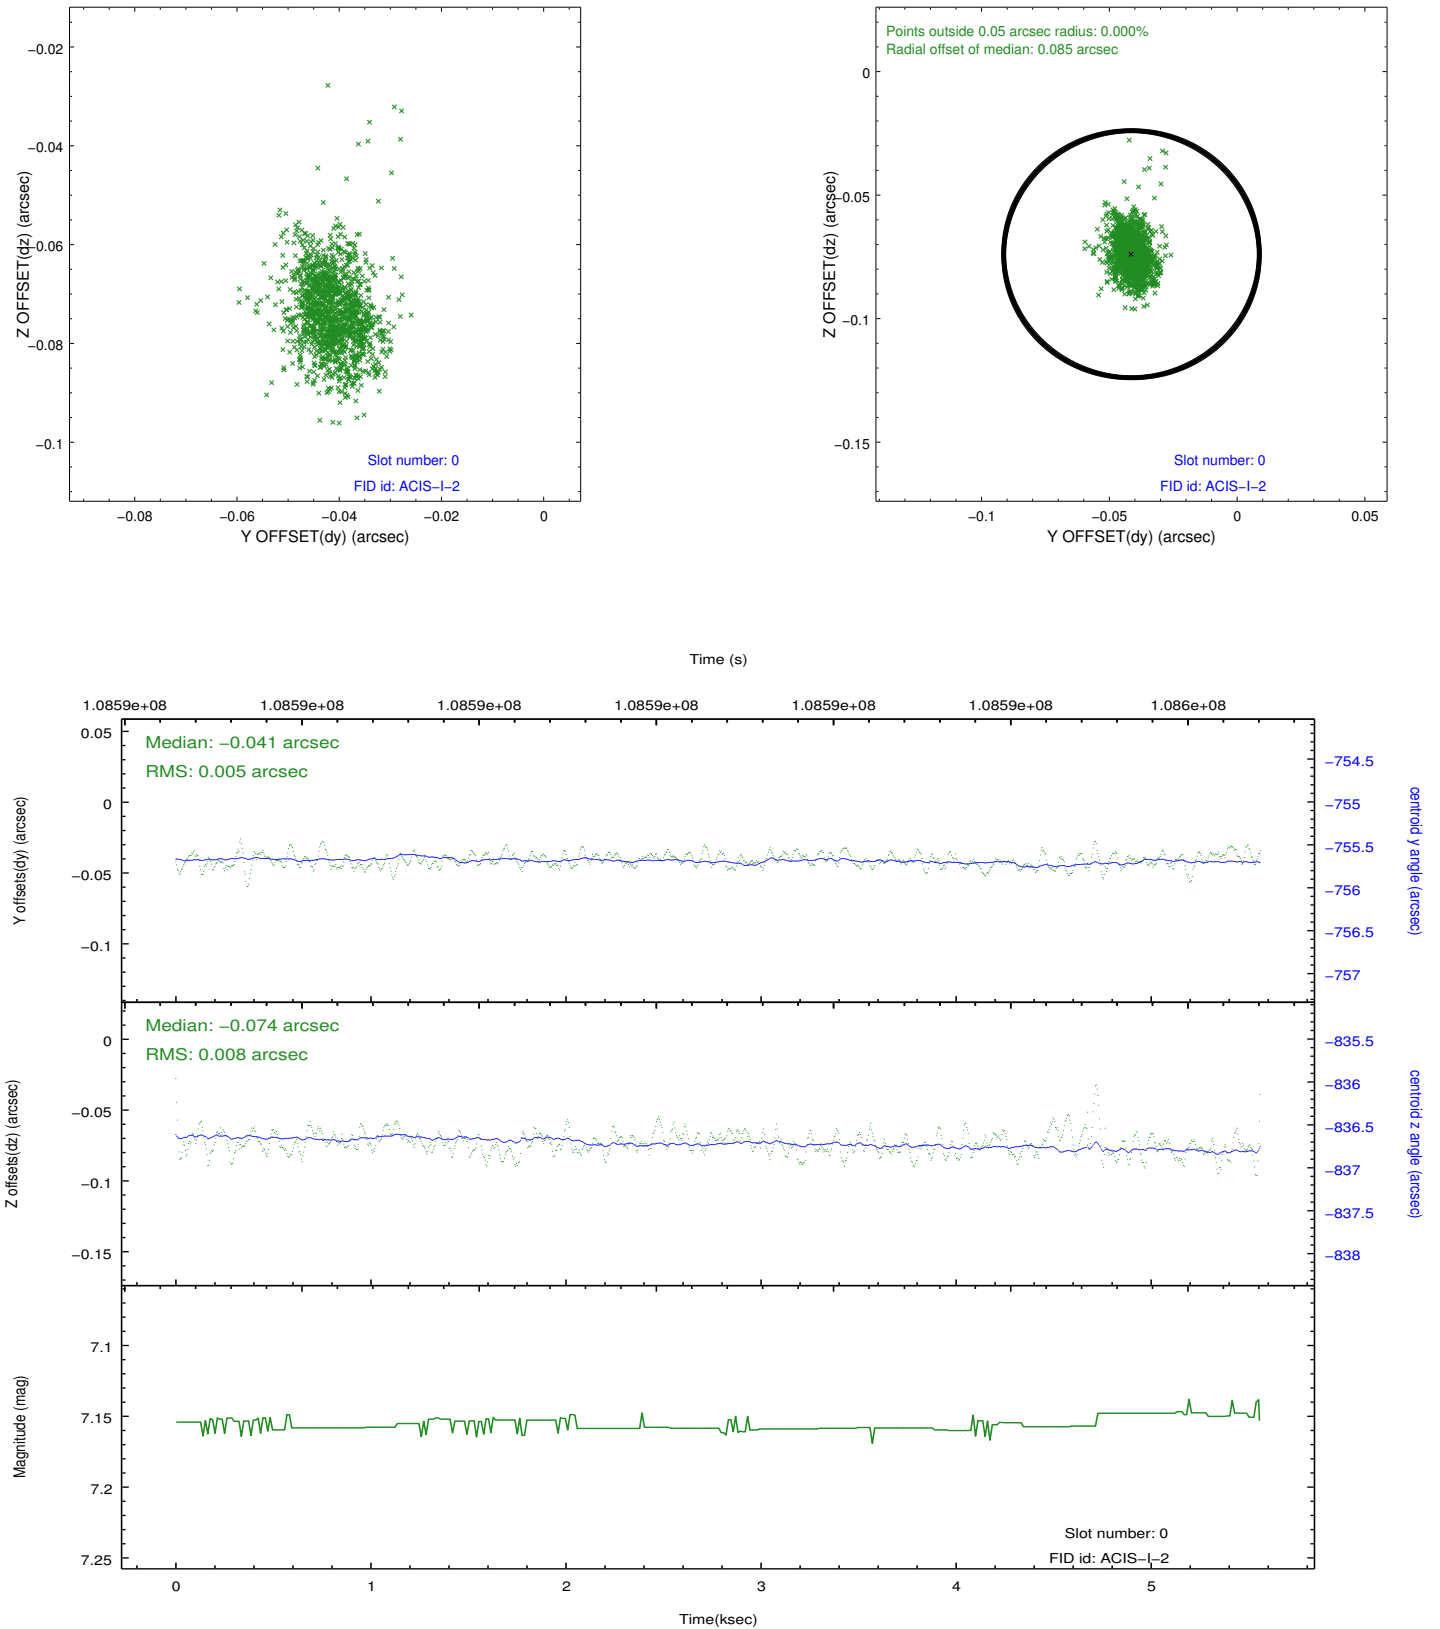 −0.02
−0.04
−0.06
−0.08
−0.1
Z OFFSET(dz) (arcsec)
Slot number: 0
FID id: ACIS−I−2
−0.08
−0.06
−0.04
−0.02
0
Y OFFSET(dy) (arcsec)
Points outside 0.05 arcsec radius: 0.000%
Radial offset of median: 0.085 arcsec
0
−0.05
−0.1
−0.15
Z OFFSET(dz) (arcsec)
Slot number: 0
FID id: ACIS−I−2
−0.1
−0.05
0
0.05
Y OFFSET(dy) (arcsec)
Time (s)
1.0859e+08
1.0859e+08
1.0859e+08
1.0859e+08
1.0859e+08
1.0859e+08
1.086e+08
Median: −0.041 arcsec
RMS: 0.005 arcsec
0.05
0
−0.05
−0.1
Y offsets(dy) (arcsec)
−754.5
−755
−755.5
−756
−756.5
−757
centroid y angle (arcsec)
Median: −0.074 arcsec
RMS: 0.008 arcsec
0
−0.05
−0.1
−0.15
Z offsets(dz) (arcsec)
−835.5
−836
−836.5
−837
−837.5
−838
centroid z angle (arcsec)
7.1
7.15
7.2
7.25
Magnitude (mag)
Slot number: 0
FID id: ACIS−I−2
0
1
2
3
4
5
Time(ksec)